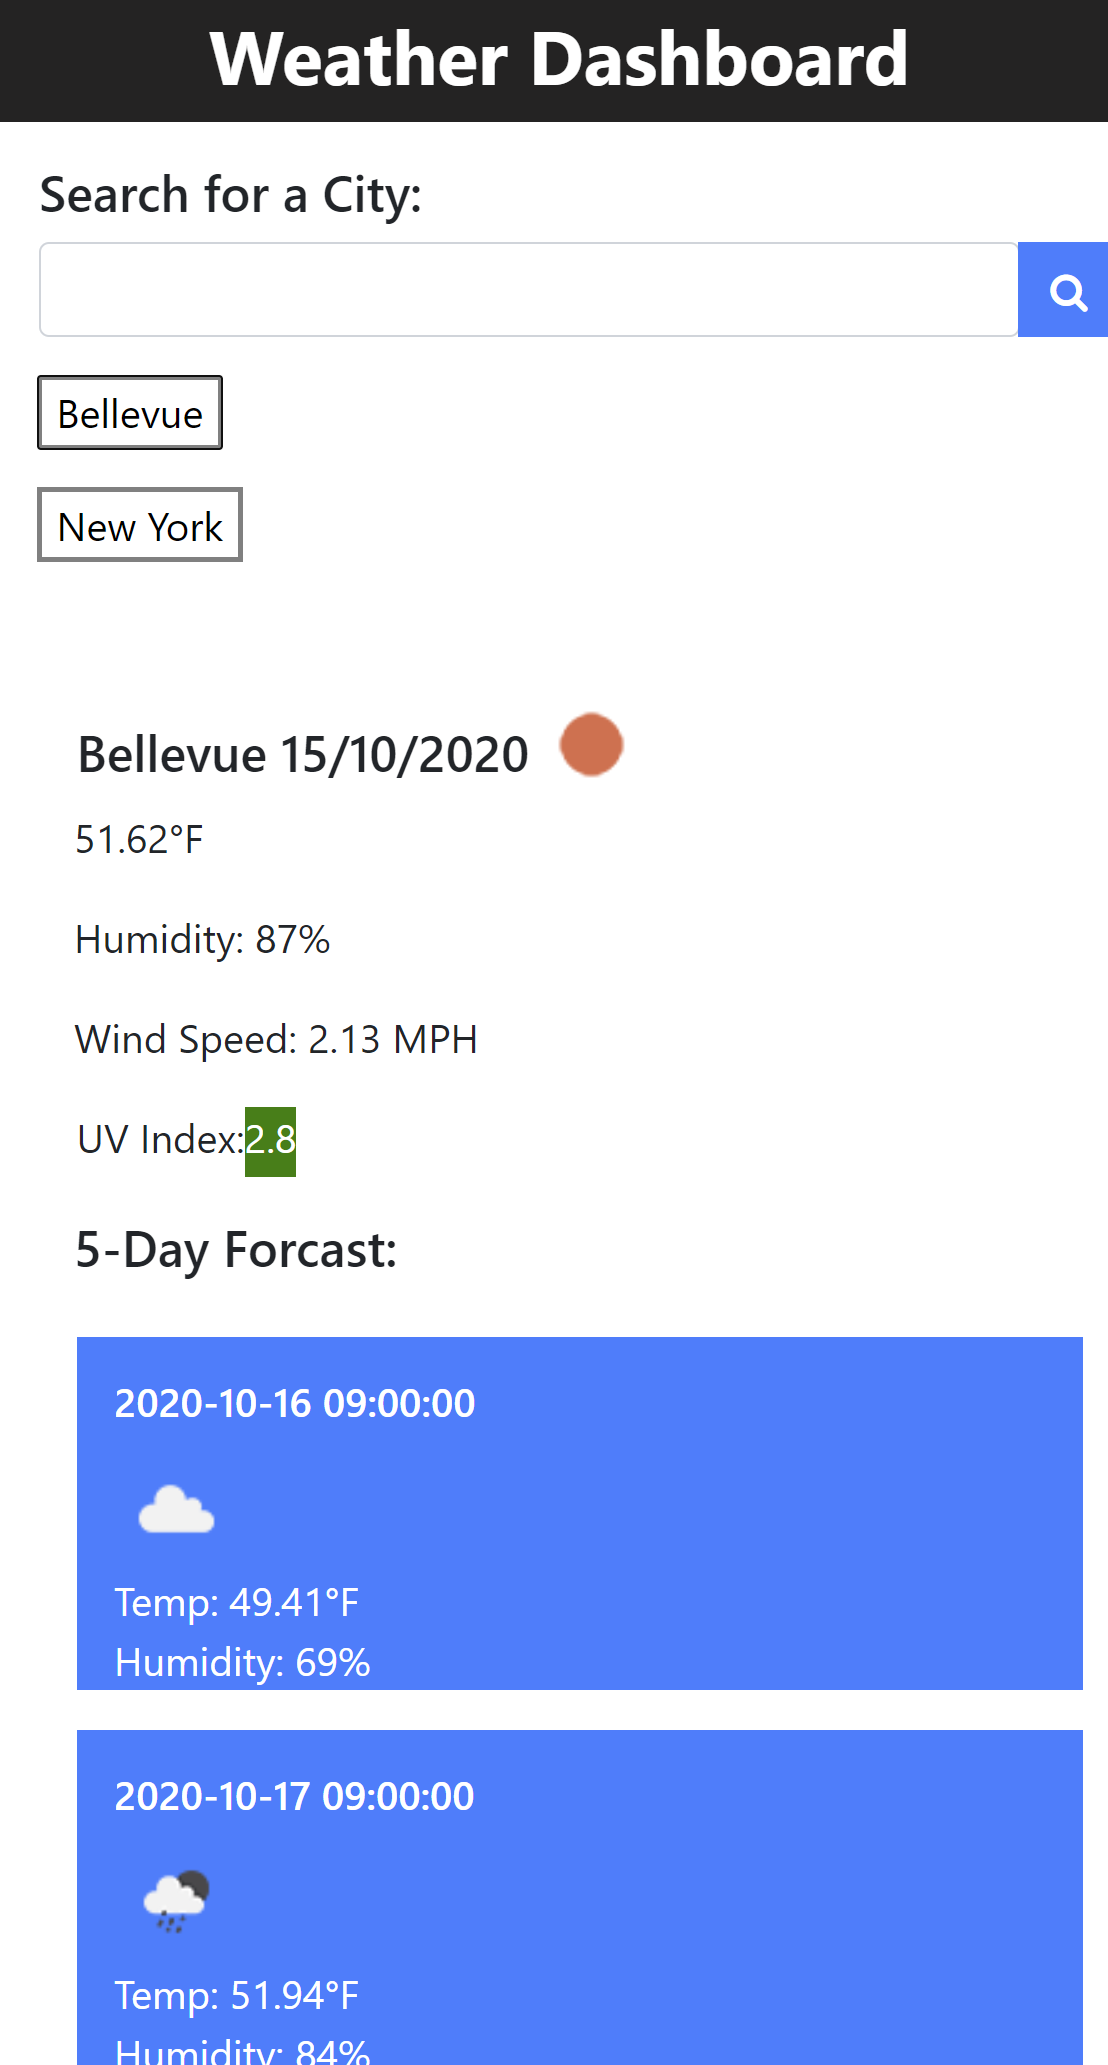 Weather Dashboard
Search for a City:
Bellevue
New York
Bellevue 15/10/2020
51.62°F
Humidity: 87%
Wind Speed: 2.13 MPH
UV Index:2.8
5-Day Forcast:
2020-10-16 09:00:00
Temp: 49.41°F
Humidity: 69%
2020-10-17 09:00:00
Temp: 51.94°F
Humidity: 84%